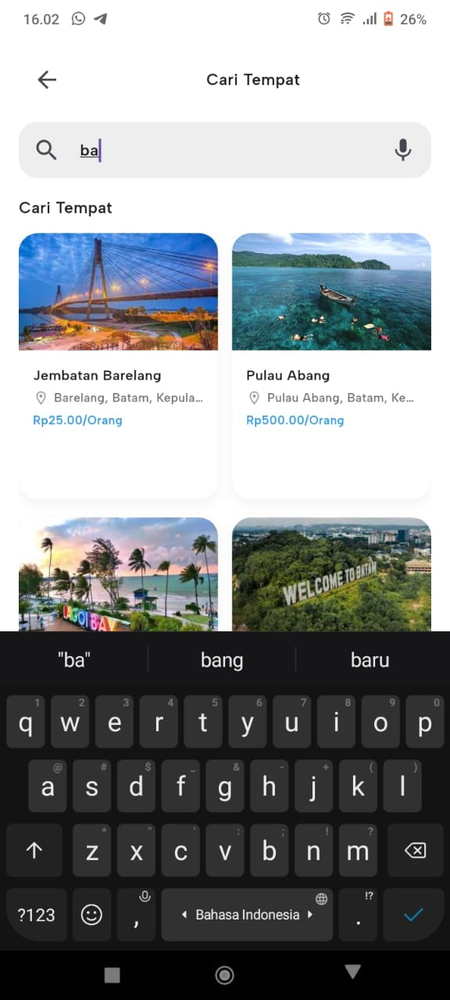 16.02
26%
Cari Tempat
ba
Cari Tempat
Jembatan Barelang
Barelang, Batam, Kepula...
Rp25.00/Orang
Pulau Abang
Pulau Abang, Batam, Ke...
Rp500.00/Orang
LAGOI BAY
WELCOME TO BATAM
"ba"
bang
baru
1 2 3 4 5 6 7 8 9 0
q w e r t y u i o p
@ # $ _ & - + ( )
a s d f g h j k l
* " ' : ; ! ?
z x c v b n m
?123
,
Bahasa Indonesia
!?
.